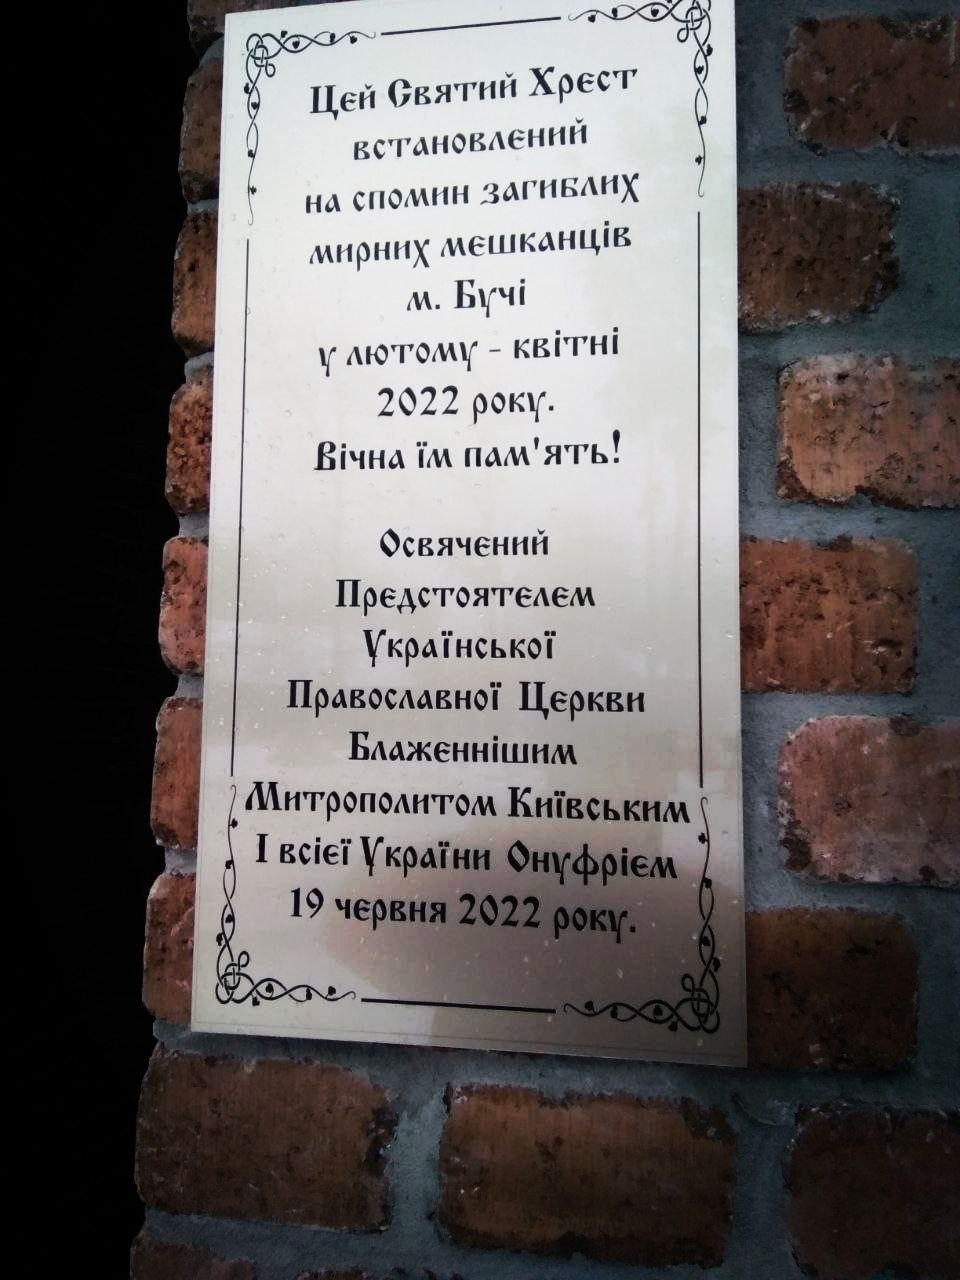 Цей Святий Хрест
встановлений
на спомин загиблих
мирних мешканців
м. Бучі
у лютому - квітні
2022 року.
Вічна їм пам'ять!
Освячений
Предстоятелем
Української
Православної Церкви
Блаженнішим
Митрополитом Київським
І всієї України Онуфрієм
19 червня 2022 року.